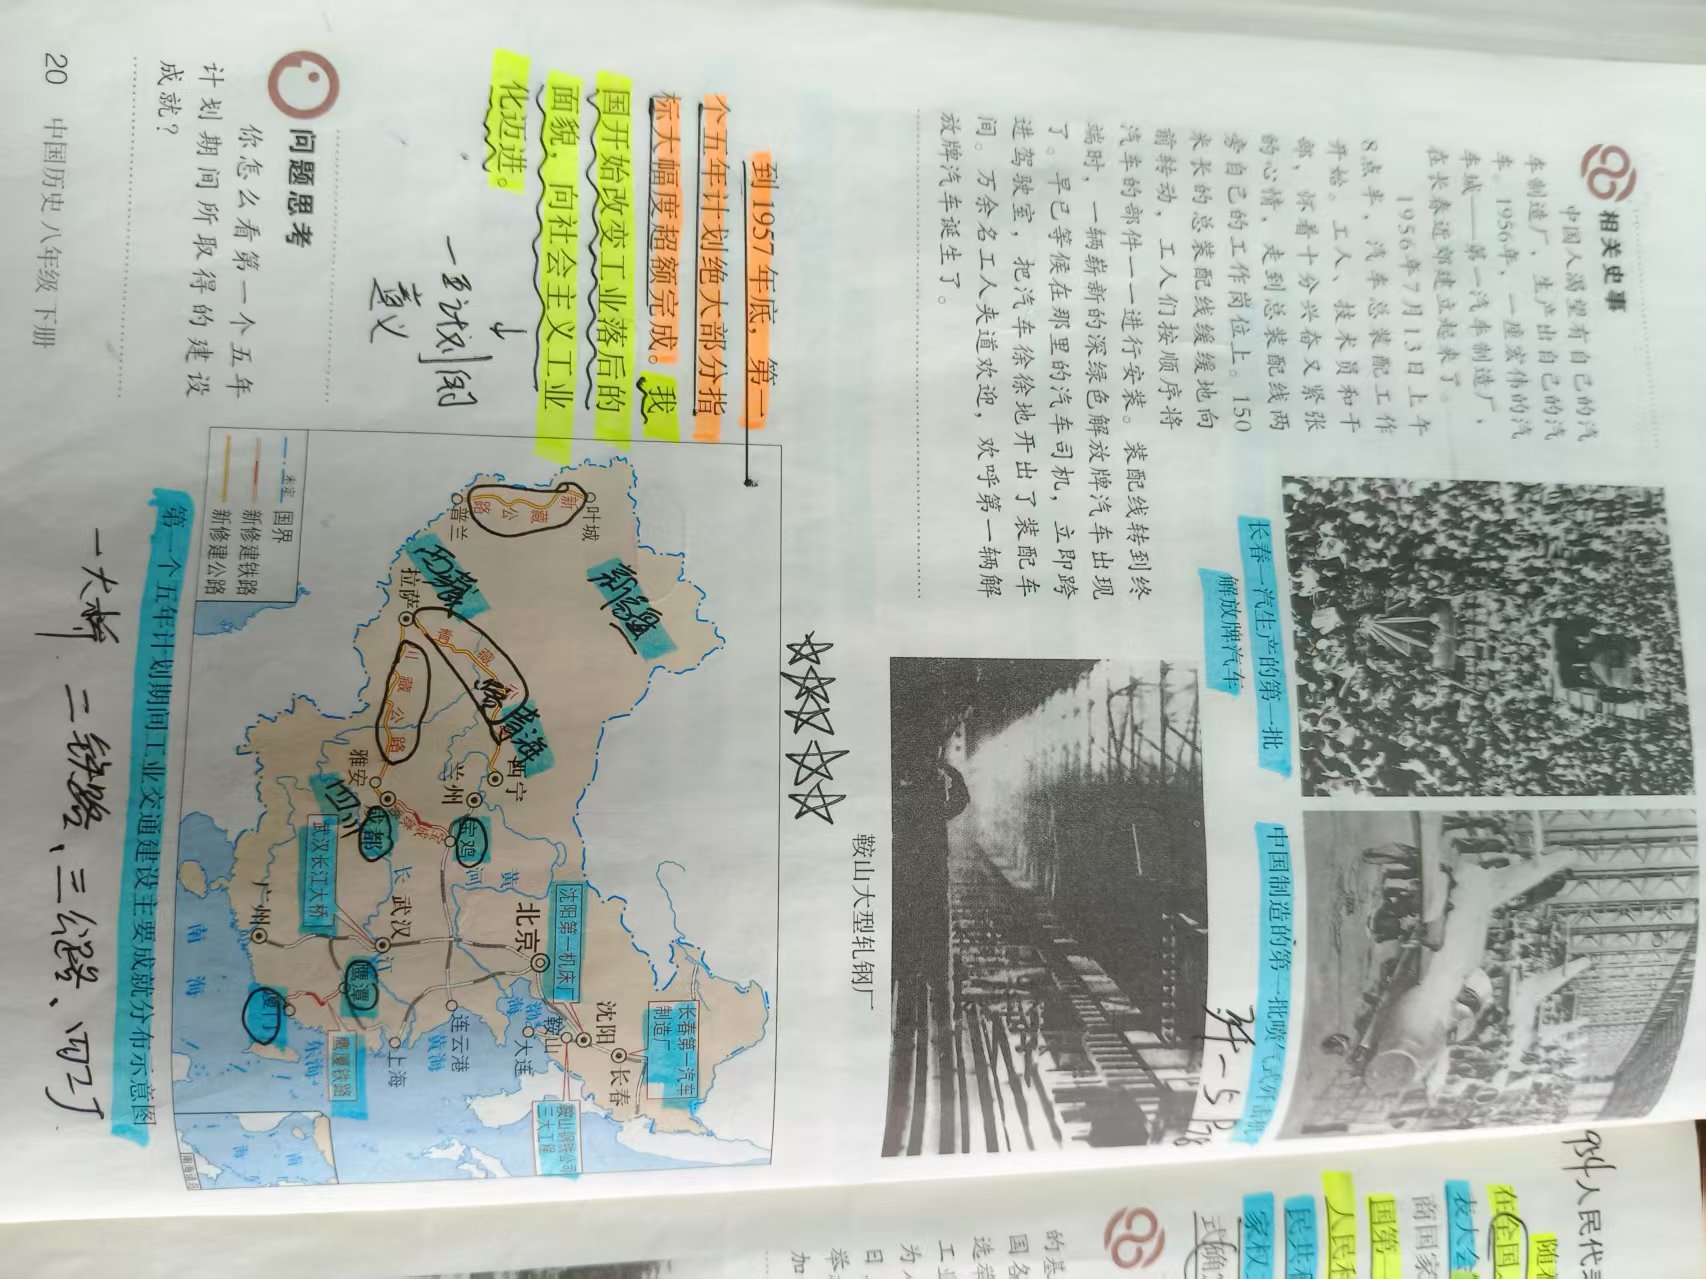 相关史事
中国人渴望有自己的汽
车制造厂，生产出自己的汽
车。1956年，一座宏伟的汽
车城——第一汽车制造厂，
在长春近郊建立起来了。
1956年7月13日上午
8点半，汽车总装配工作
开始。工人、技术员和干
部，怀着十分兴奋又紧张
的心情，走到总装配线两
旁自己的工作岗位上。150
米长的总装配线缓缓地向
前转动，工人们按顺序将
汽车的部件一一进行安装。装配线转到终
端时，一辆崭新的深绿色解放牌汽车出现
了。早已等候在那里的汽车司机，立即跨
进驾驶室，把汽车徐徐地开出了装配车
间。万余名工人夹道欢迎，欢呼第一辆解
放牌汽车诞生了。
长春一汽生产的第一批
解放牌汽车
中国制造的第一批喷气式歼击机
歼-5
鞍山大型轧钢厂
到1957年底，第一
个五年计划绝大部分指
标大幅度超额完成。我
国开始改变工业落后的
面貌，向社会主义工业
化迈进。
一五计划闭
意义
问题思考
你怎么看第一个五年
计划期间所取得的建设
成就？
20 中国历史 八年级 下册
新疆
叶城
新藏公路
普兰
西藏
拉萨
青藏公路
青海
西宁
川藏公路
雅安
兰州
四川
成都
宝鸡
黄河
武汉长江大桥
长江
武汉
广州
北京
沈阳第一机床厂
长春第一汽车
制造厂
沈阳
长春
鞍山
大连
鞍山钢铁公司
三大工程
渤海
连云港
黄海
上海
鹰潭
厦门
鹰厦铁路
东海
南海
南海诸岛
未定 国界
新修建铁路
新修建公路
第一个五年计划期间工业交通建设主要成就分布示意图
一大桥 二铁路、三公路、四工厂
954人民代
在全国
表大会
商国家
国第一
人民
民共和
家权
式确
的基
国各
选举
工业
为
日
举
加